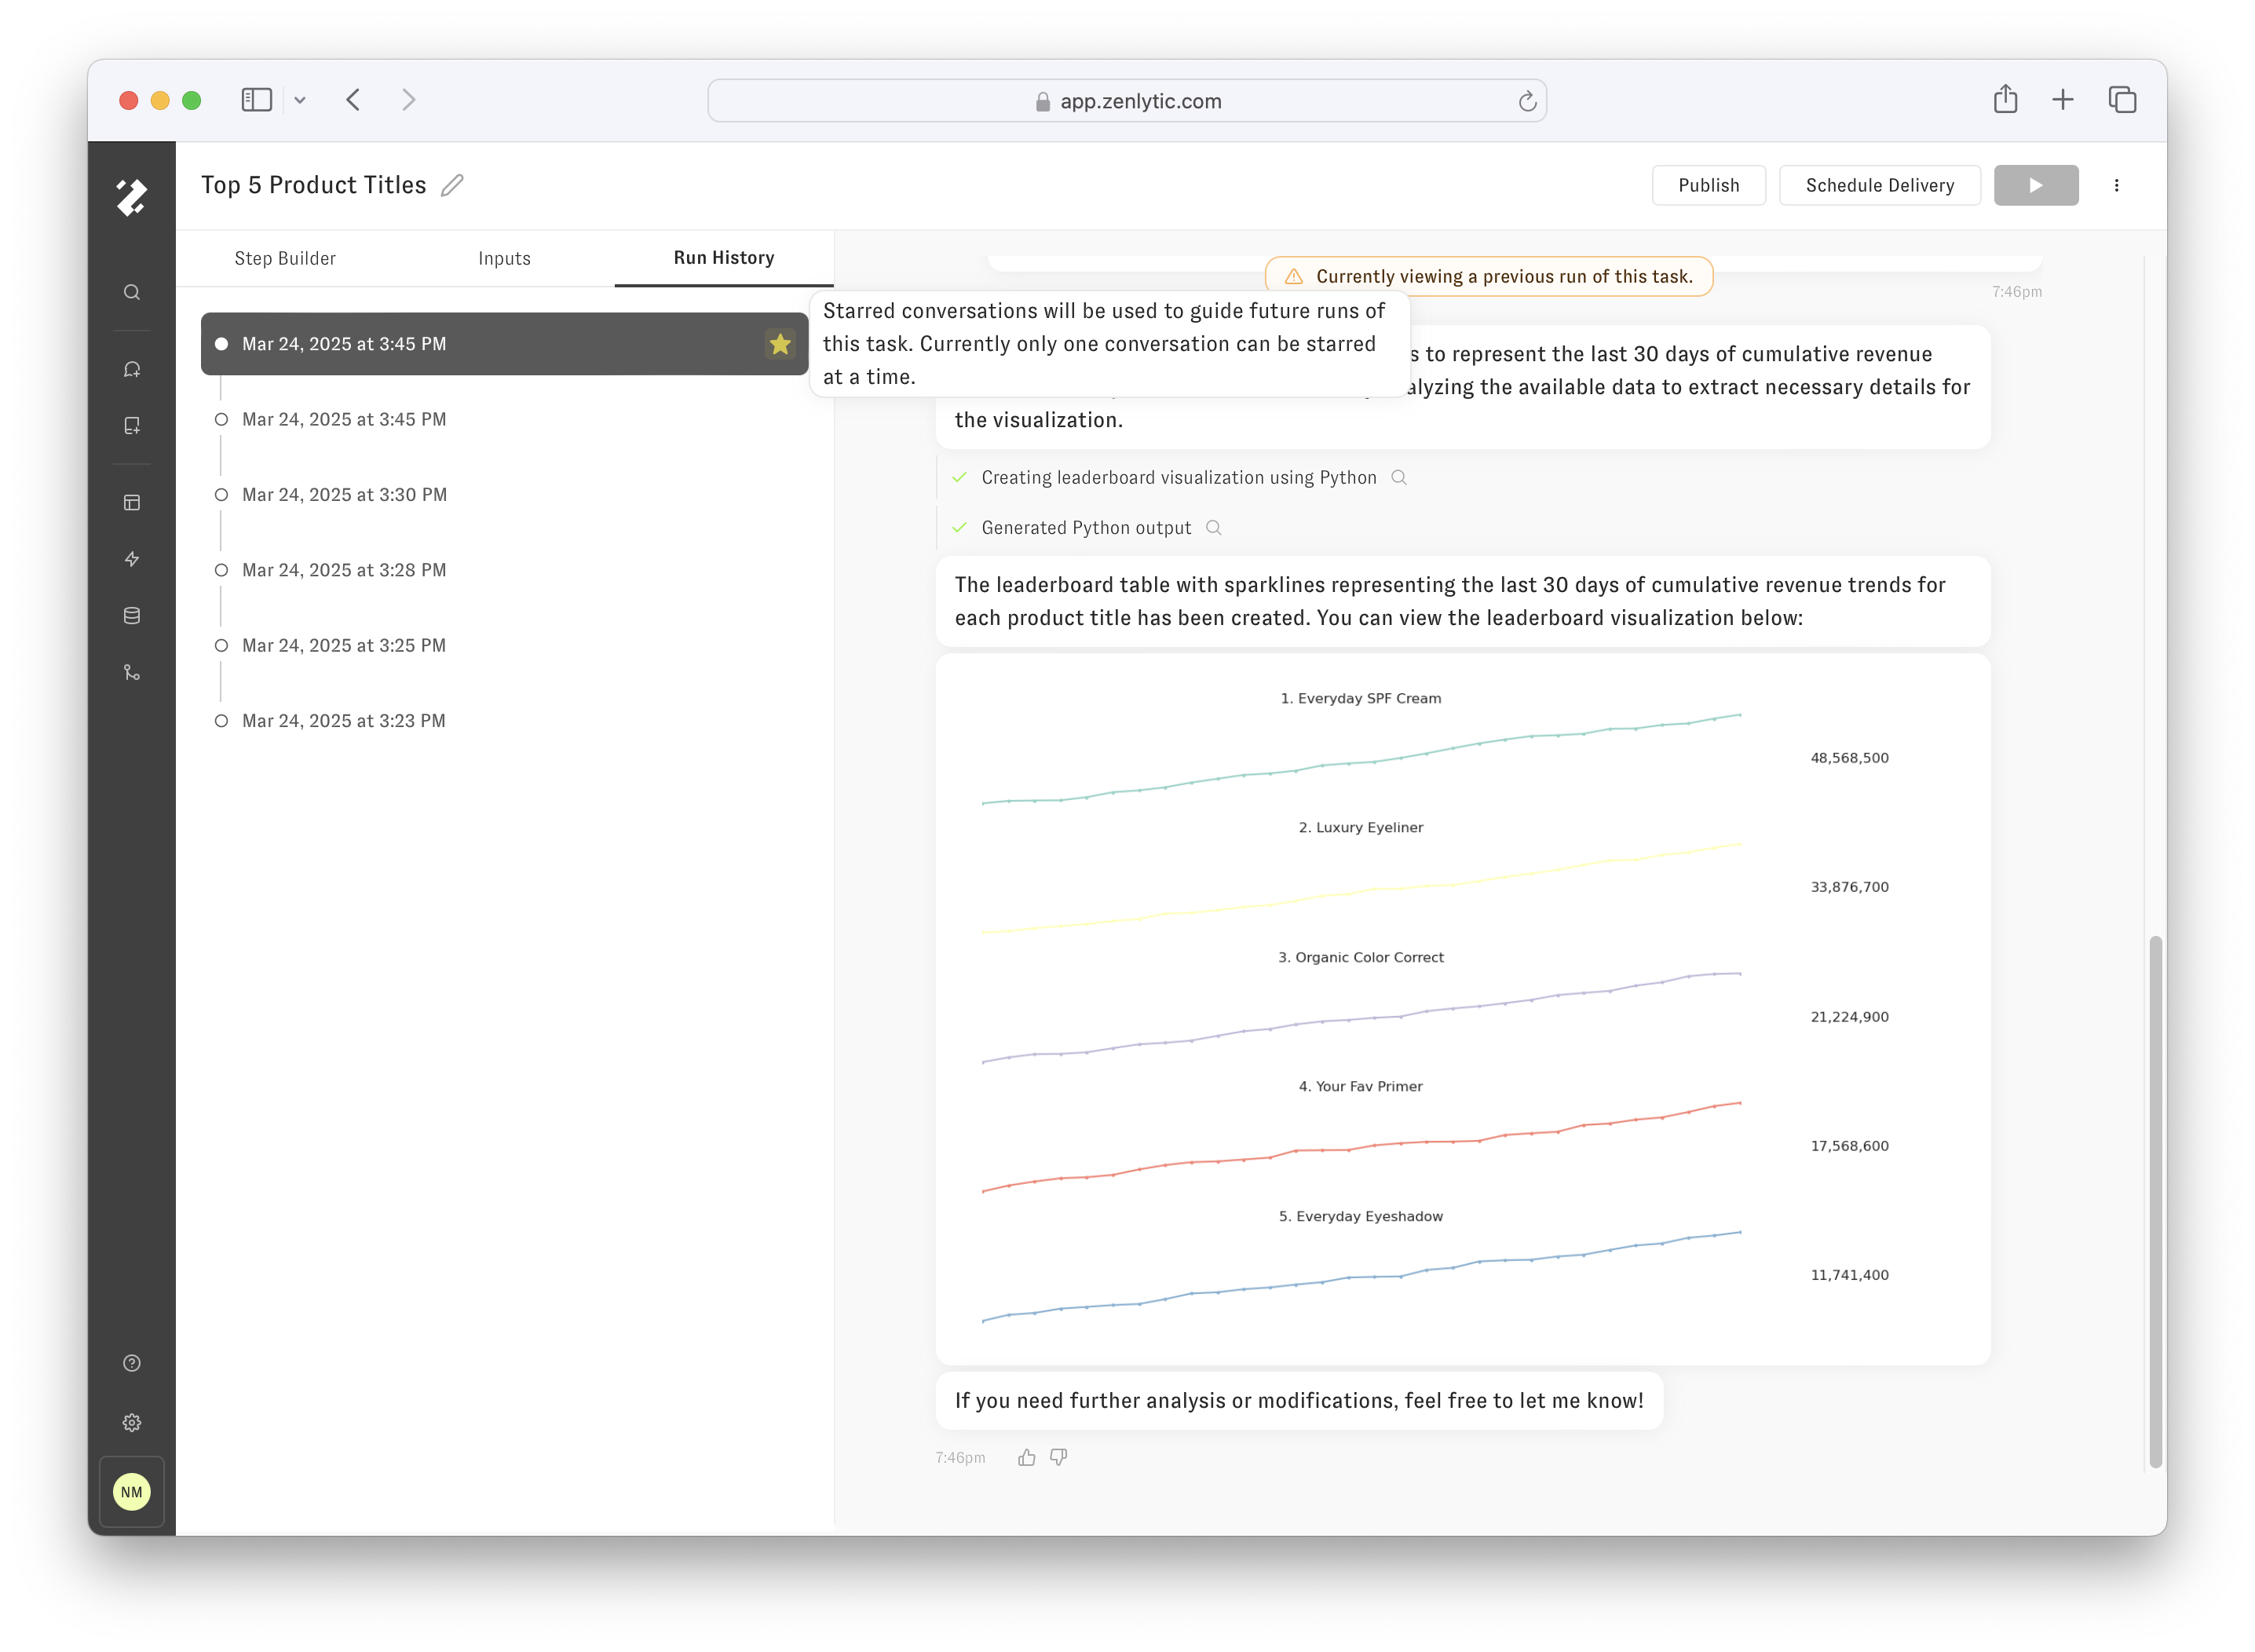 app.zenlytic.com
Top 5 Product Titles
Publish
Schedule Delivery
Step Builder
Inputs
Run History
Mar 24, 2025 at 3:45 PM
Mar 24, 2025 at 3:45 PM
Mar 24, 2025 at 3:30 PM
Mar 24, 2025 at 3:28 PM
Mar 24, 2025 at 3:25 PM
Mar 24, 2025 at 3:23 PM
NM
Currently viewing a previous run of this task.
7:46pm
Starred conversations will be used to guide future runs of
this task. Currently only one conversation can be starred
at a time.
to represent the last 30 days of cumulative revenue
the available data to extract necessary details for
the visualization.
Creating leaderboard visualization using Python
Generated Python output
The leaderboard table with sparklines representing the last 30 days of cumulative revenue trends for
each product title has been created. You can view the leaderboard visualization below:
1. Everyday SPF Cream
48,568,500
2. Luxury Eyeliner
33,876,700
3. Organic Color Correct
21,224,900
4. Your Fav Primer
17,568,600
5. Everyday Eyeshadow
11,741,400
If you need further analysis or modifications, feel free to let me know!
7:46pm